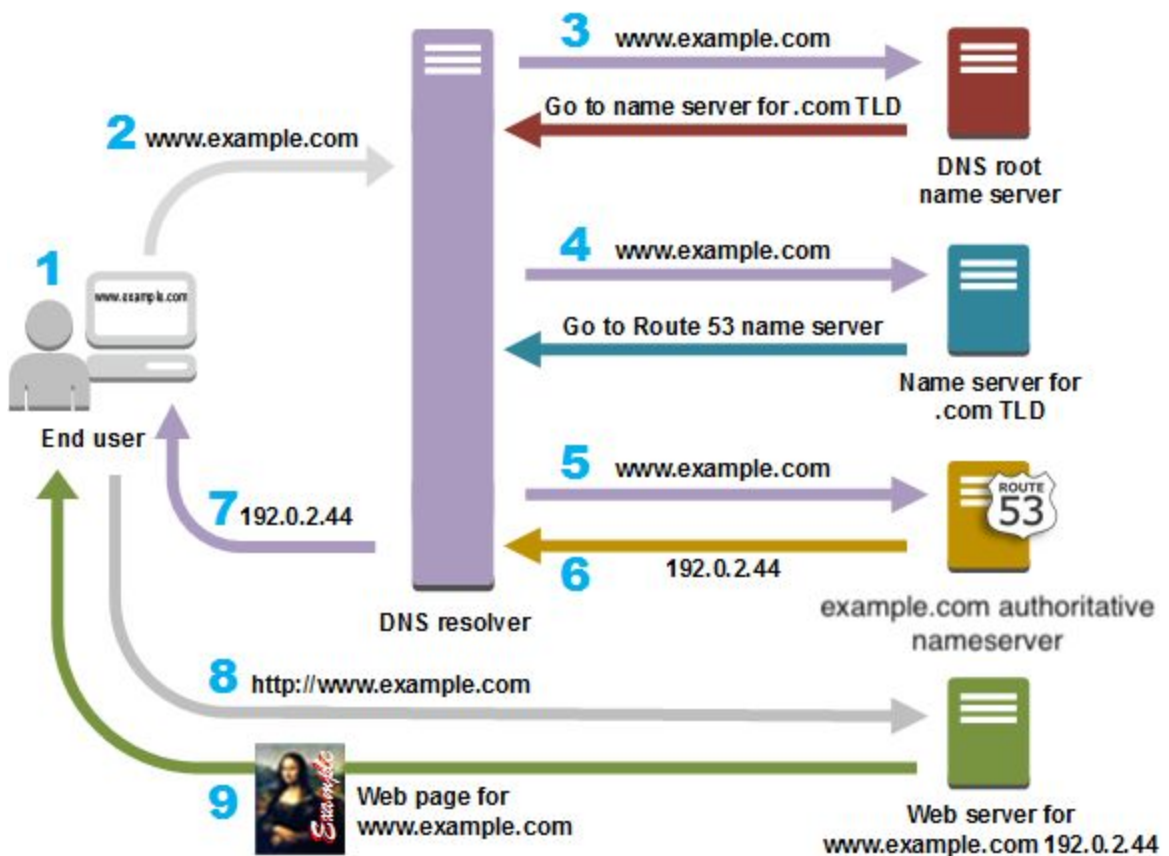 3 www.example.com
Go to name server for .com TLD
DNS root
name server
2 www.example.com
1
www.example.com
End user
4 www.example.com
Go to Route 53 name server
Name server for
.com TLD
5 www.example.com
ROUTE
53
6 192.0.2.44
example.com authoritative
nameserver
7 192.0.2.44
DNS resolver
8 http://www.example.com
9
Example
Web page for
www.example.com
Web server for
www.example.com 192.0.2.44